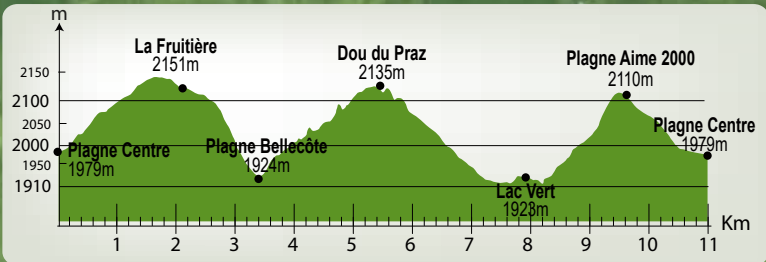 m
La Fruitière
2151m
Dou du Praz
2135m
Plagne Aime 2000
2110m
2150
2100
2050
2000
1950
1910
Plagne Centre
1979m
Plagne Bellecôte
1924m
Lac Vert
1923m
Plagne Centre
1979m
1 2 3 4 5 6 7 8 9 10 11 Km